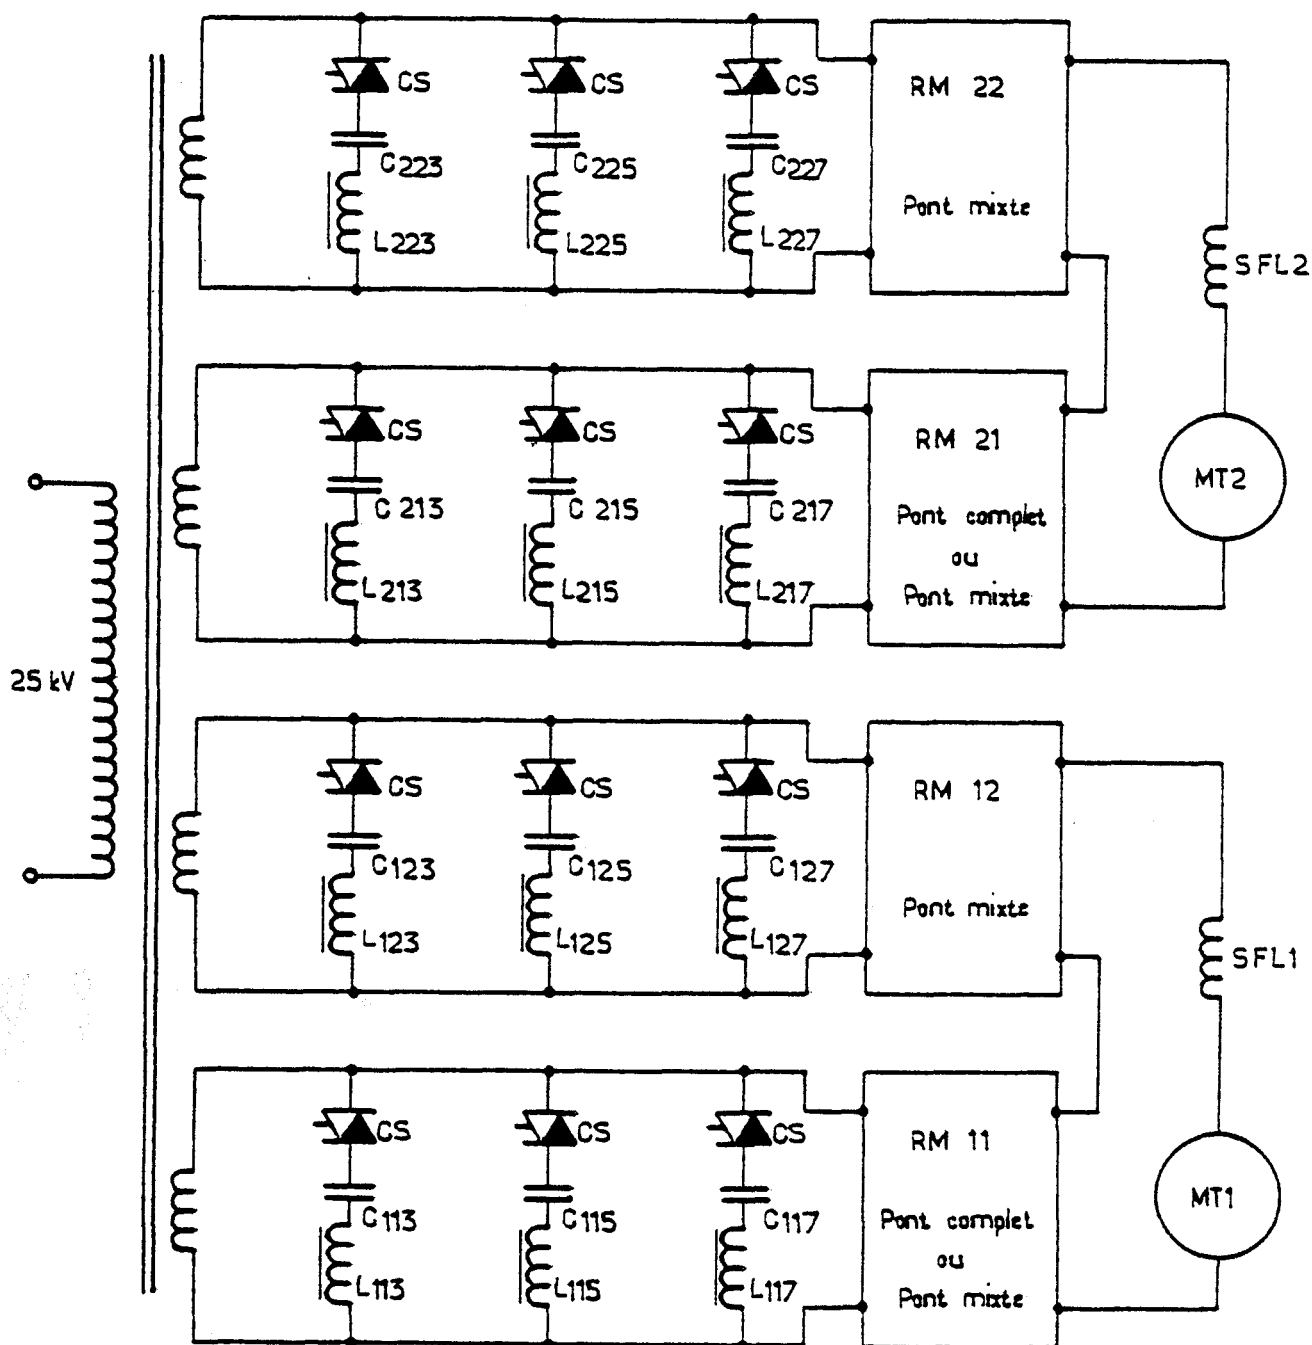 CS CS CS RM 22
C223 C225 C227
Pont mixte
L223 L225 L227
SFL2
CS CS CS RM 21
MT2
C213 C215 C217
Pont complet
ou
L213 L215 L217 Pont mixte
25 kV
CS CS CS RM 12
C123 C125 C127
Pont mixte
L123 L125 L127
SFL1
CS CS CS RM 11
MT1
C113 C115 C117
Pont complet
ou
L113 L115 L117 Pont mixte